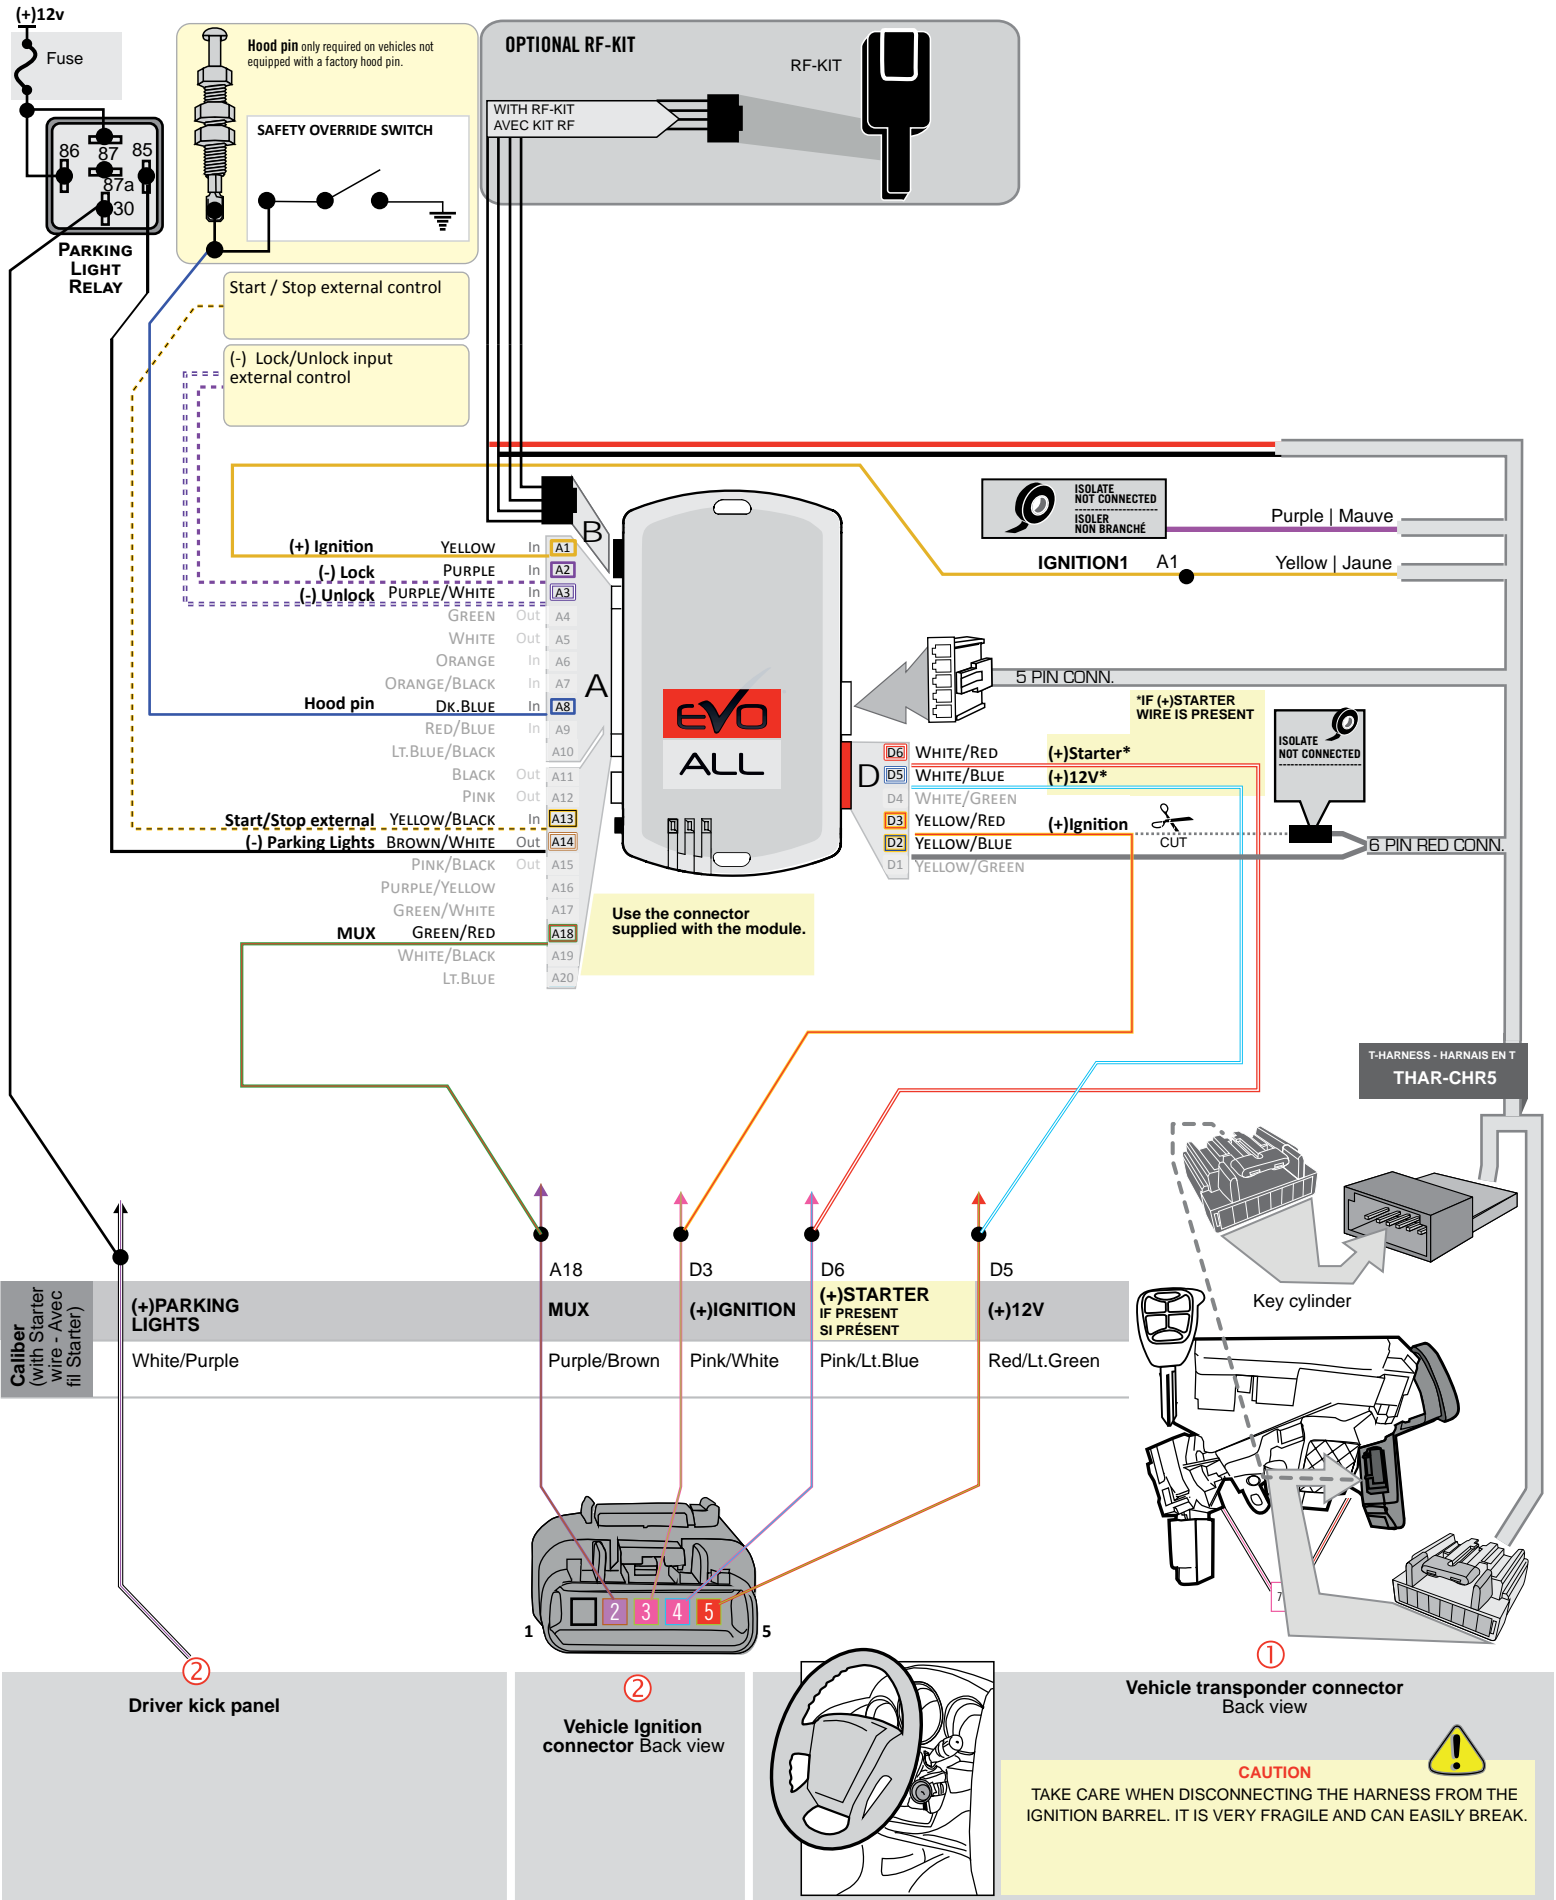 (+)12v
Fuse
86
87
85
87a
30
PARKING
LIGHT
RELAY
Hood pin only required on vehicles not
equipped with a factory hood pin.
SAFETY OVERRIDE SWITCH
OPTIONAL RF-KIT
RF-KIT
WITH RF-KIT
AVEC KIT RF
Start / Stop external control
(-) Lock/Unlock input
external control
B
A
D
(+) Ignition YELLOW In A1
(-) Lock PURPLE In A2
(-) Unlock PURPLE/WHITE In A3
GREEN Out A4
WHITE Out A5
ORANGE In A6
ORANGE/BLACK In A7
Hood pin DK.BLUE In A8
RED/BLUE In A9
LT.BLUE/BLACK A10
BLACK Out A11
PINK Out A12
Start/Stop external YELLOW/BLACK In A13
(-) Parking Lights BROWN/WHITE Out A14
PINK/BLACK Out A15
PURPLE/YELLOW A16
GREEN/WHITE A17
MUX GREEN/RED A18
WHITE/BLACK A19
LT.BLUE A20
EVO
ALL
Use the connector
supplied with the module.
ISOLATE
NOT CONNECTED
ISOLER
NON BRANCHÉ
Purple | Mauve
IGNITION1 A1
Yellow | Jaune
5 PIN CONN.
*IF (+)STARTER
WIRE IS PRESENT
ISOLATE
NOT CONNECTED
D6 WHITE/RED (+)Starter*
D5 WHITE/BLUE (+)12V*
D4 WHITE/GREEN
D3 YELLOW/RED (+)Ignition
CUT
D2 YELLOW/BLUE
D1 YELLOW/GREEN
6 PIN RED CONN.
T-HARNESS - HARNAIS EN T
THAR-CHR5
Key cylinder
A18
D3
D6
D5
Caliber
(with Starter
wire - Avec
fil Starter)
(+)PARKING
LIGHTS
MUX
(+)IGNITION
(+)STARTER
IF PRESENT
SI PRÉSENT
(+)12V
White/Purple
Purple/Brown
Pink/White
Pink/Lt.Blue
Red/Lt.Green
2
3
4
5
1
5
7
2
Driver kick panel
2
Vehicle Ignition
connector Back view
1
Vehicle transponder connector
Back view
CAUTION
TAKE CARE WHEN DISCONNECTING THE HARNESS FROM THE
IGNITION BARREL. IT IS VERY FRAGILE AND CAN EASILY BREAK.